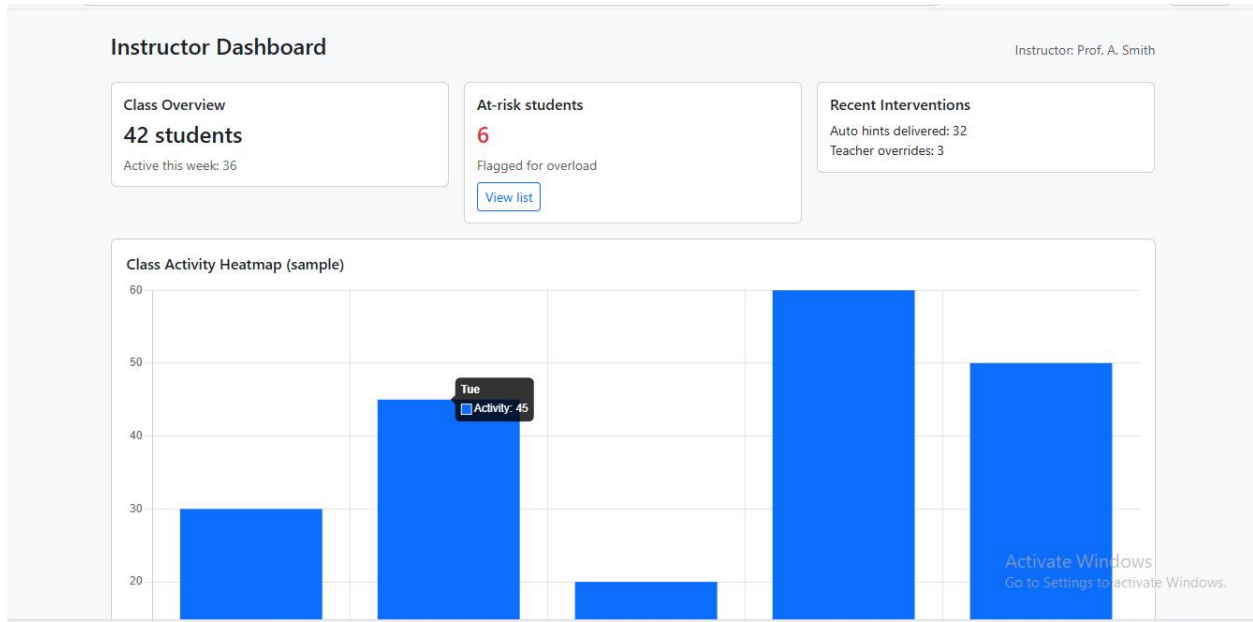 Instructor Dashboard
Instructor: Prof. A. Smith
Class Overview
42 students
Active this week: 36
At-risk students
6
Flagged for overload
View list
Recent Interventions
Auto hints delivered: 32
Teacher overrides: 3
Class Activity Heatmap (sample)
60
50
40
30
20
Tue
Activity: 45
Activate Windows
Go to Settings to activate Windows.